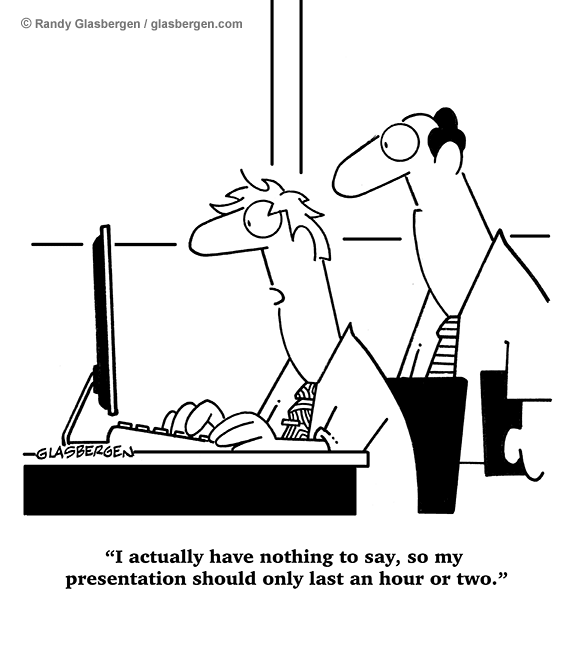 © Randy Glasbergen / glasbergen.com
GLASBERGEN
“I actually have nothing to say, so my
presentation should only last an hour or two.”